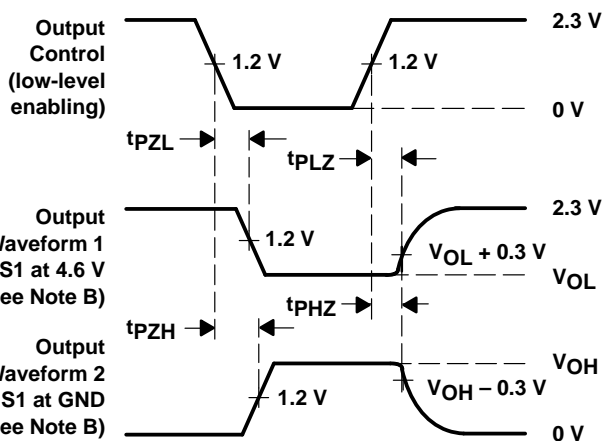 Output
Control
(low-level
enabling)
1.2 V
1.2 V
2.3 V
0 V
tPZL
tPLZ
Output
Waveform 1
S1 at 4.6 V
see Note B)
1.2 V
2.3 V
VOL + 0.3 V
VOL
tPZH
tPHZ
Output
Waveform 2
S1 at GND
see Note B)
1.2 V
VOH
VOH – 0.3 V
0 V